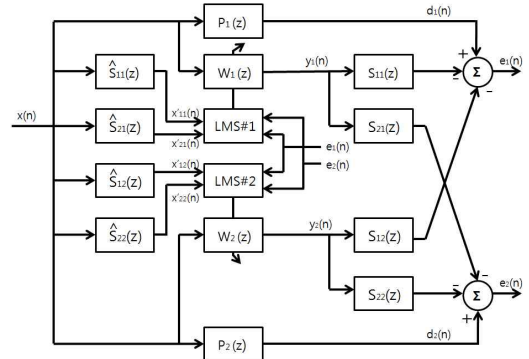 P₁(z)
d₁(n)
Ŝ₁₁(z)
W₁(z)
y₁(n)
S₁₁(z)
+
-
Σ
-
e₁(n)
x'₁₁(n)
x(n)
Ŝ₂₁(z)
LMS#1
S₂₁(z)
x'₂₁(n)
e₁(n)
x'₁₂(n)
e₂(n)
Ŝ₁₂(z)
LMS#2
x'₂₂(n)
Ŝ₂₂(z)
W₂(z)
y₂(n)
S₁₂(z)
-
S₂₂(z)
-
Σ
e₂(n)
+
P₂(z)
d₂(n)